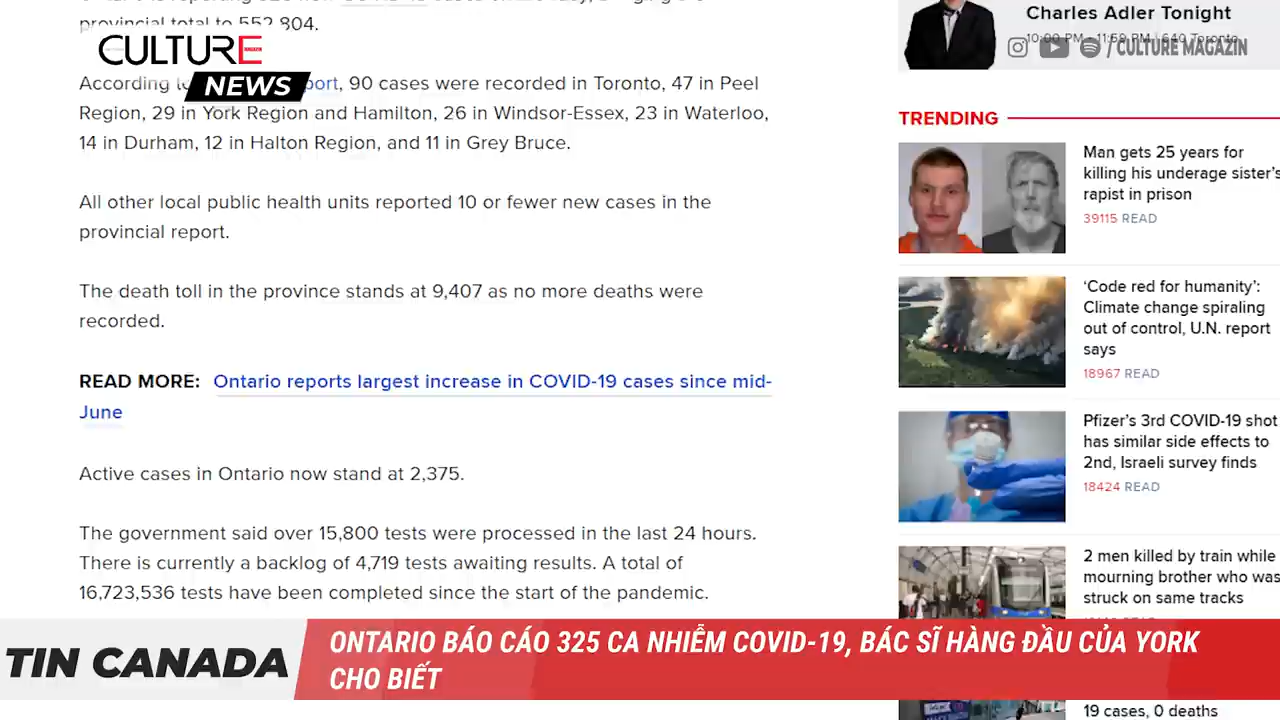 provincial total to 552,804.
CULTURE
NEWS
According to port, 90 cases were recorded in Toronto, 47 in Peel
Region, 29 in York Region and Hamilton, 26 in Windsor-Essex, 23 in Waterloo,
14 in Durham, 12 in Halton Region, and 11 in Grey Bruce.
All other local public health units reported 10 or fewer new cases in the
provincial report.
The death toll in the province stands at 9,407 as no more deaths were
recorded.
READ MORE: Ontario reports largest increase in COVID-19 cases since mid-
June
Active cases in Ontario now stand at 2,375.
The government said over 15,800 tests were processed in the last 24 hours.
There is currently a backlog of 4,719 tests awaiting results. A total of
16,723,536 tests have been completed since the start of the pandemic.
Charles Adler Tonight
10:00 PM - 11:59 PM | 640 Toronto
/ CULTURE MAGAZIN
TRENDING
Man gets 25 years for
killing his underage sister's
rapist in prison
39115 READ
‘Code red for humanity’:
Climate change spiraling
out of control, U.N. report
says
18967 READ
Pfizer’s 3rd COVID-19 shot
has similar side effects to
2nd, Israeli survey finds
18424 READ
2 men killed by train while
mourning brother who was
struck on same tracks
19 cases, 0 deaths
TIN CANADA
ONTARIO BÁO CÁO 325 CA NHIỄM COVID-19, BÁC SĨ HÀNG ĐẦU CỦA YORK
CHO BIẾT